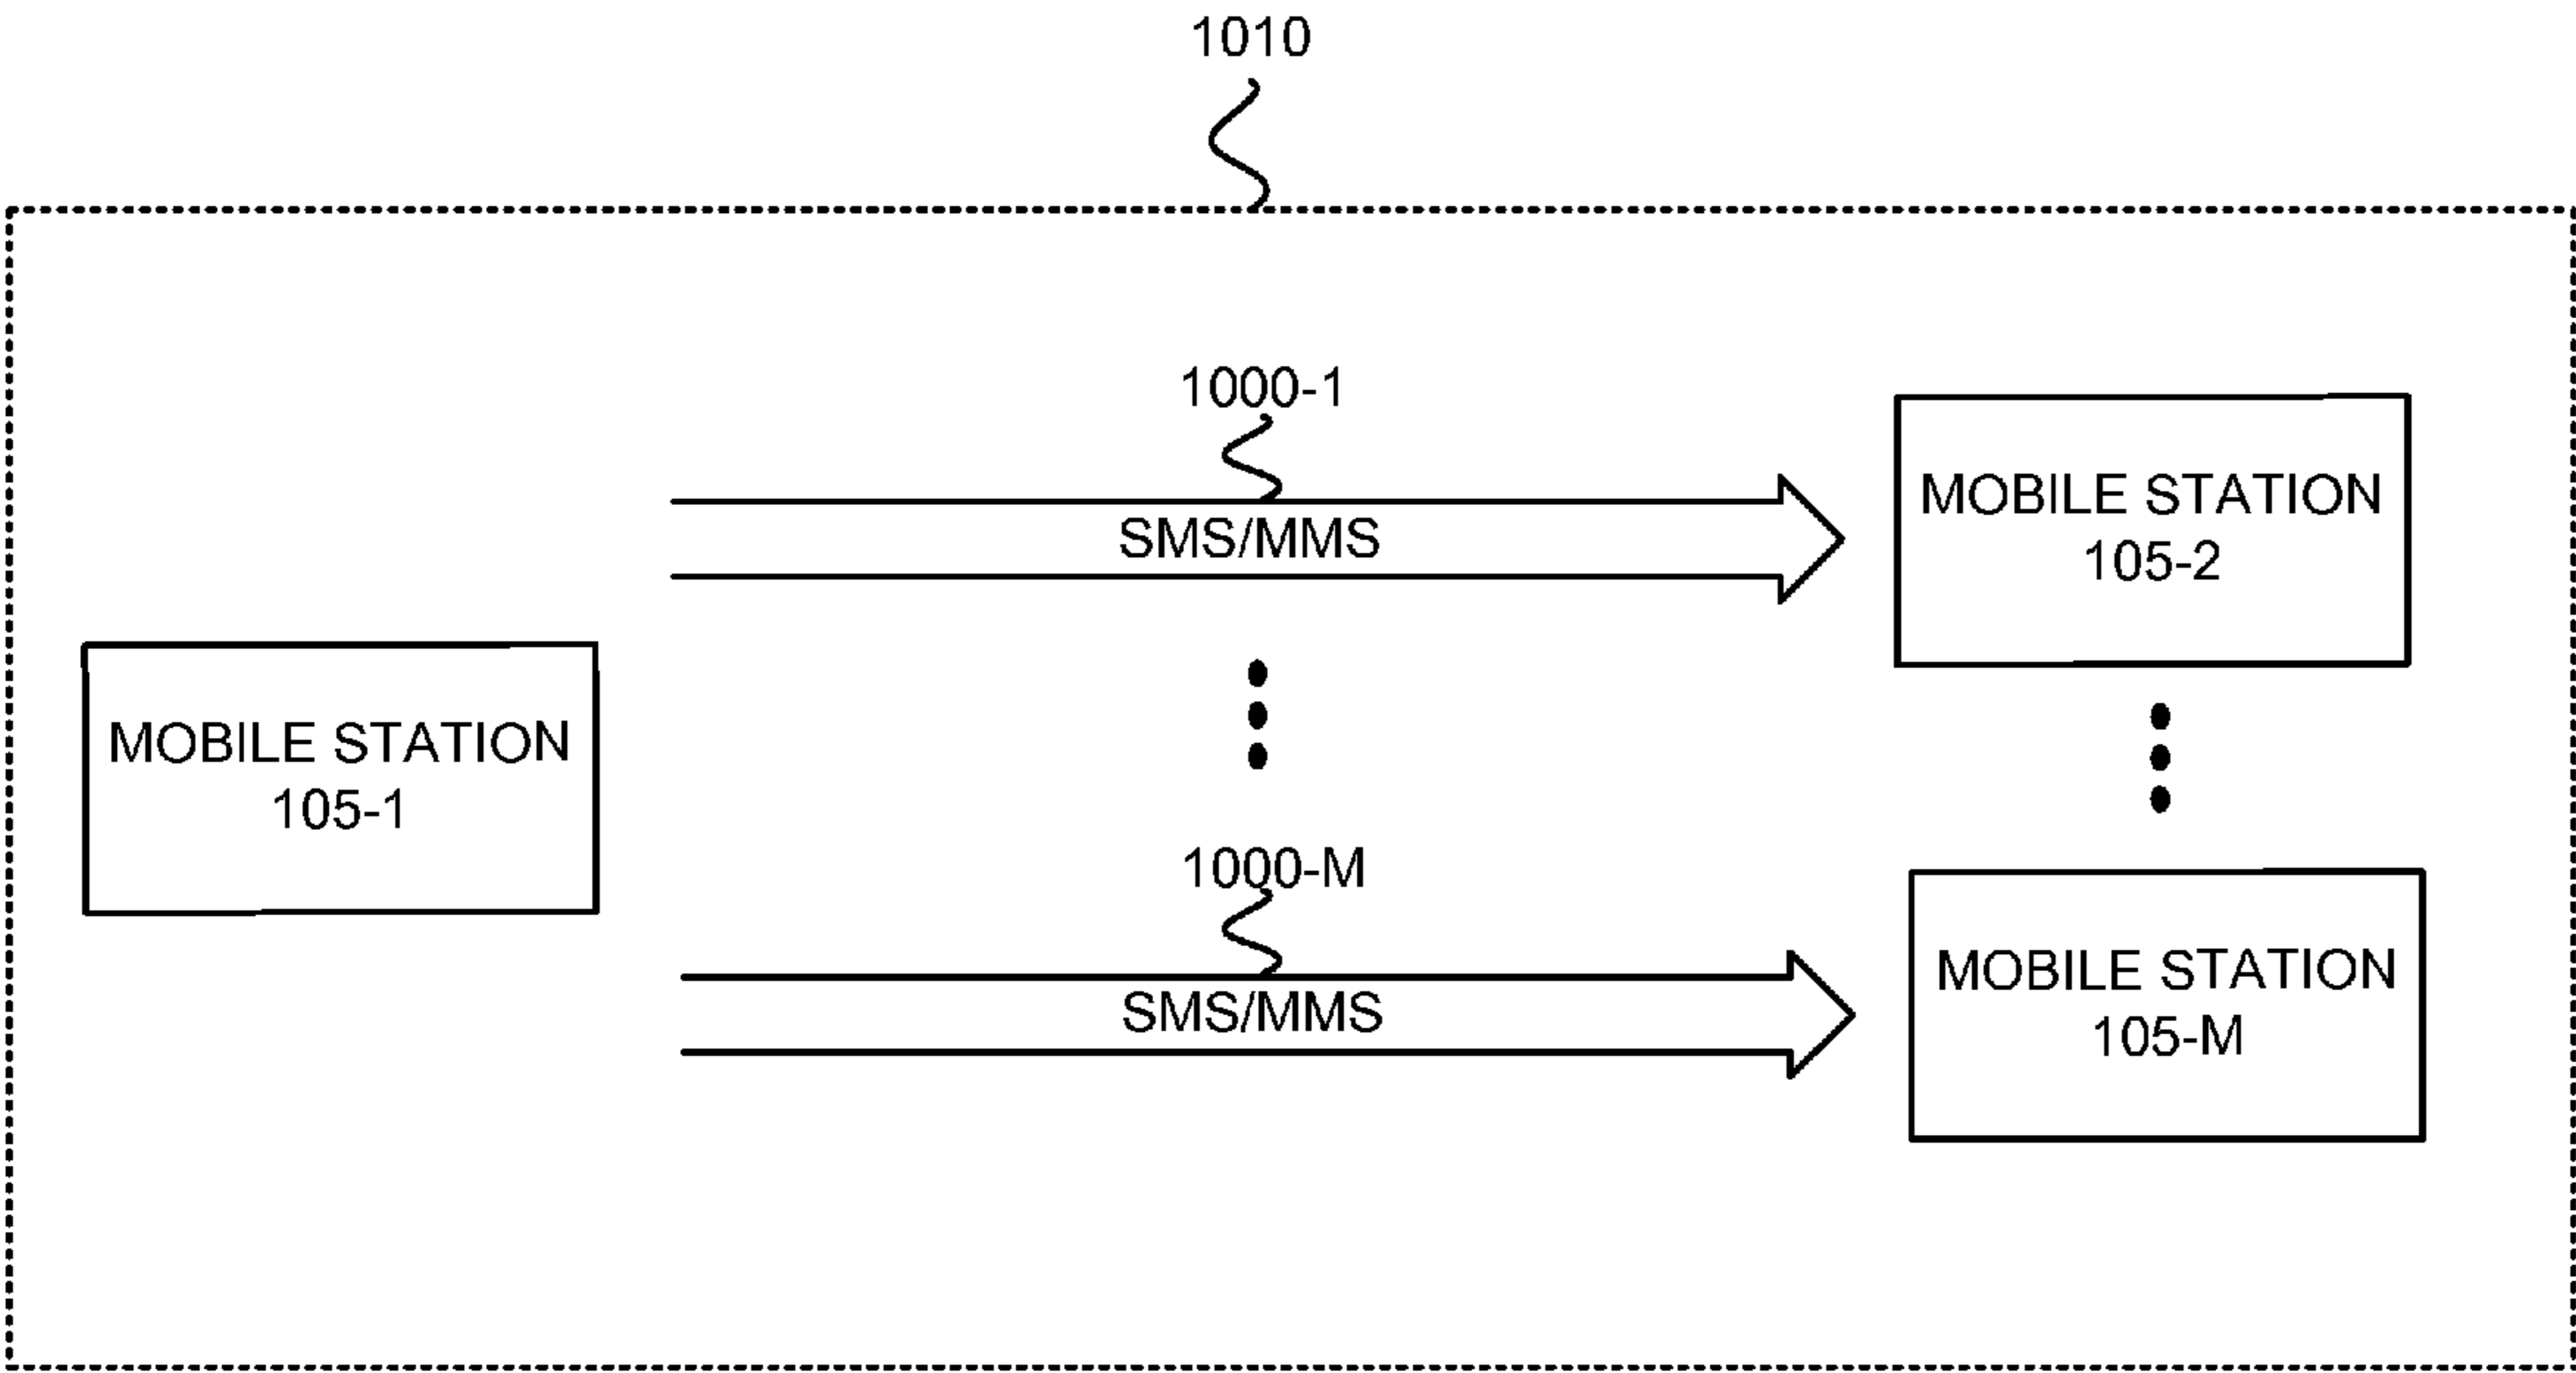 1010
1000-1
SMS/MMS
MOBILE STATION
105-2
MOBILE STATION
105-1
1000-M
SMS/MMS
MOBILE STATION
105-M